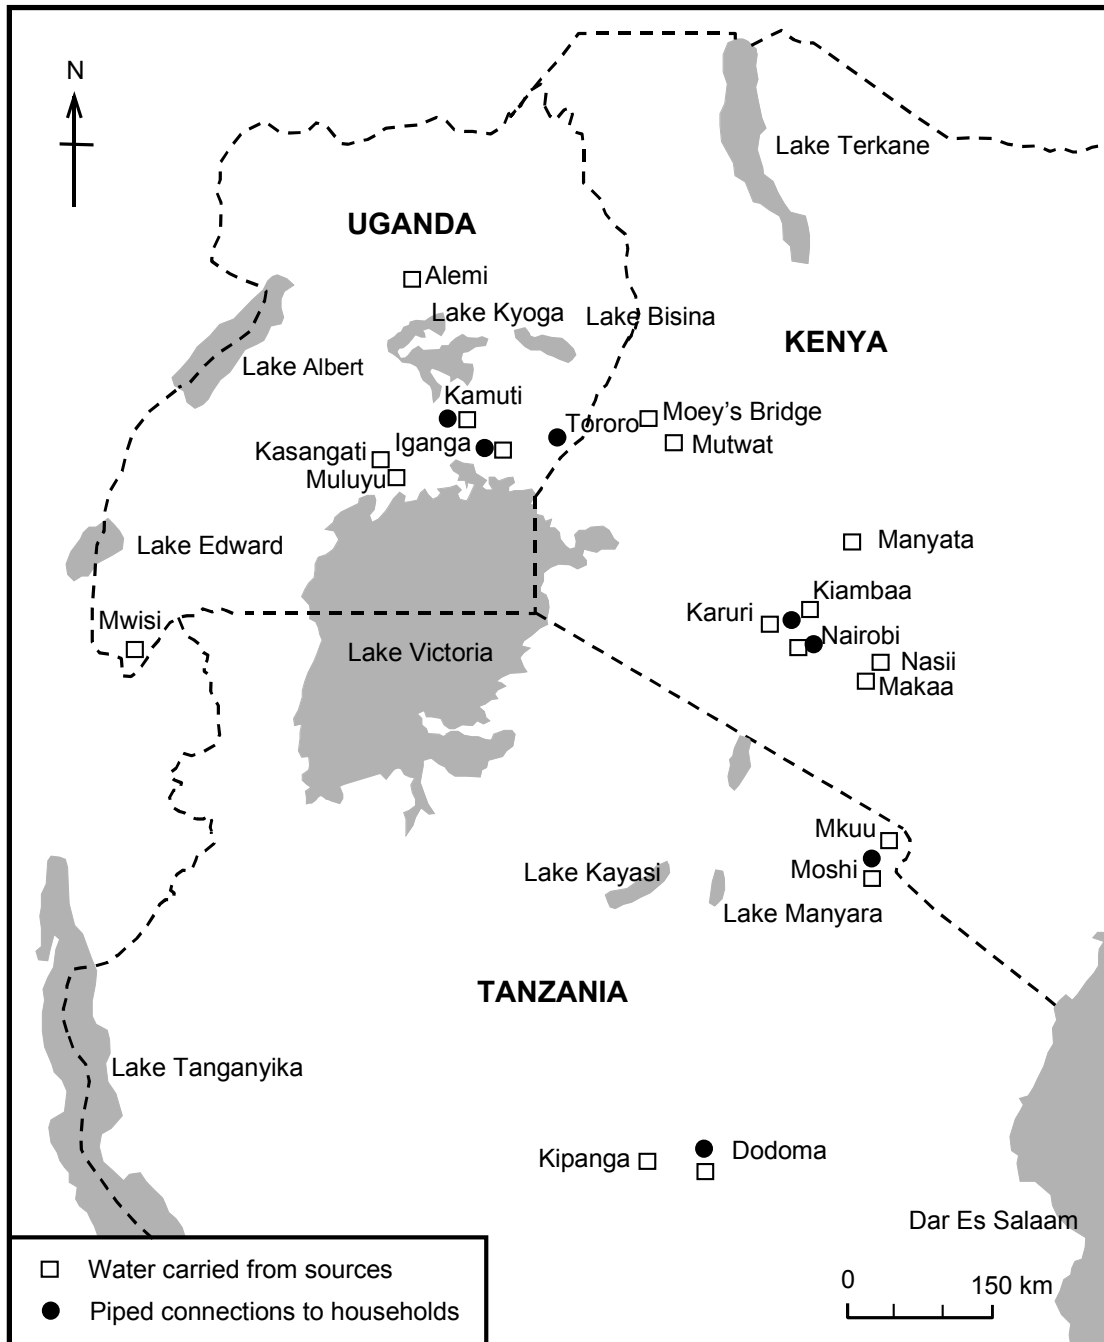 N
Lake Terkane
UGANDA
Alemi
Lake Kyoga
Lake Bisina
KENYA
Lake Albert
Kamuti
Tororo
Moey's Bridge
Iganga
Mutwat
Kasangati
Muluyu
Lake Edward
Manyata
Kiambaa
Karuri
Mwisi
Nairobi
Lake Victoria
Nasii
Makaa
Mkuu
Moshi
Lake Kayasi
Lake Manyara
TANZANIA
Lake Tanganyika
Kipanga
Dodoma
Dar Es Salaam
Water carried from sources
Piped connections to households
0 150 km